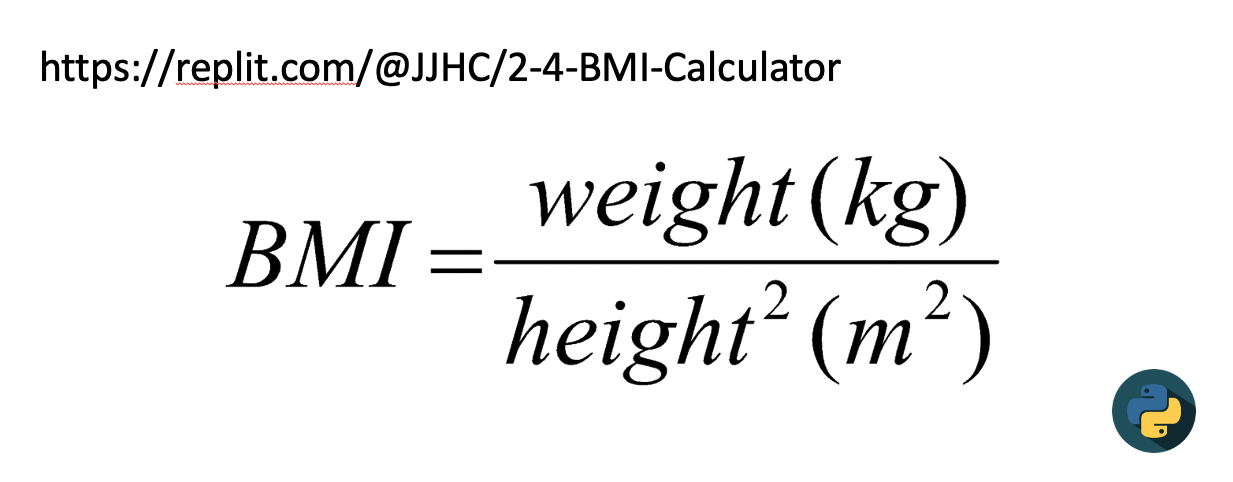 https://replit.com/@JJHC/2-4-BMI-Calculator
BMI = weight (kg) / height² (m²)